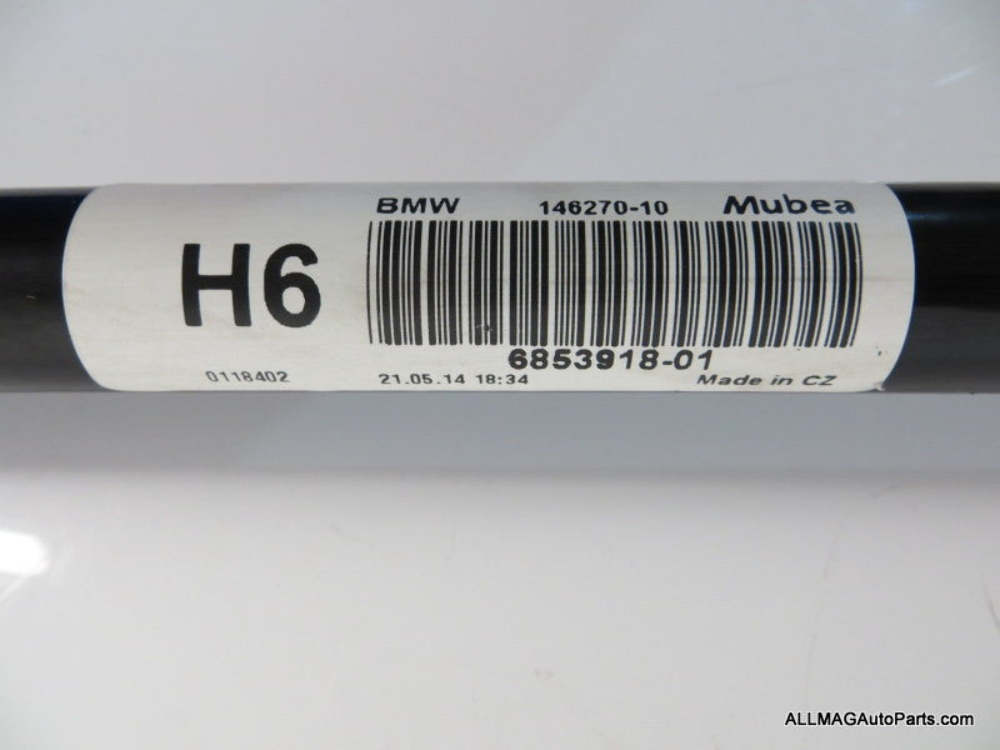 BMW 146270-10 Mubea
H6
6853918-01
0118402 21.05.14 18:34 Made in CZ
ALLMAGAutoParts.com